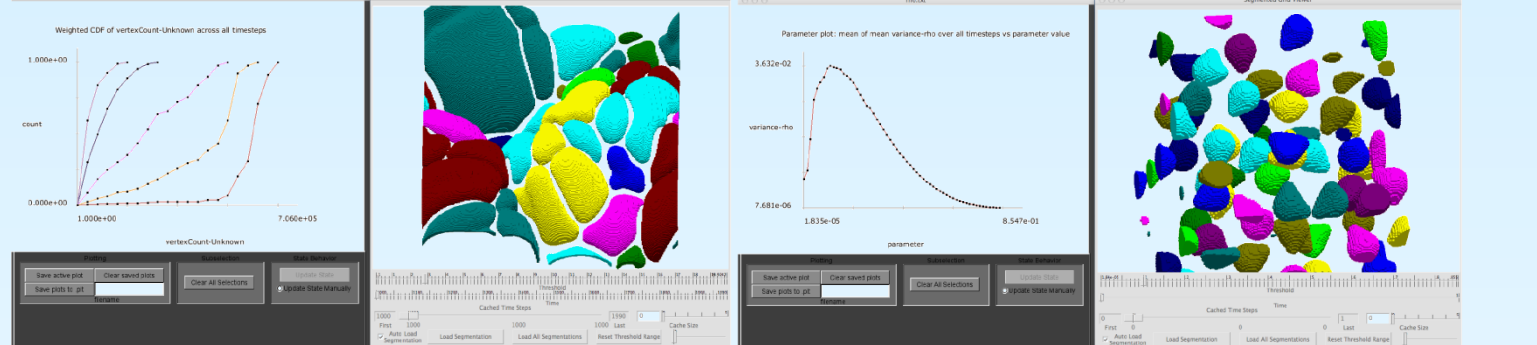 Weighted CDF of vertexCount-Unknown across all timesteps
1.000e+00
count
0.000e+00
1.000e+00
7.060e+05
vertexCount-Unknown
Plotting
Subselection
State Behavior
Save active plot
Clear saved plots
Clear All Selections
Update State
Save plots to .plt
Update State Manually
filename
Threshold
Time
Cached Time Steps
1000
1990
0
First
1000
1000
1000
Last
Cache Size
Auto Load
Segmentation
Load Segmentation
Load All Segmentations
Reset Threshold Range
Parameter plot: mean of mean variance-rho over all timesteps vs parameter value
3.632e-02
variance-rho
7.681e-06
1.835e-05
8.547e-01
parameter
Plotting
Subselection
State Behavior
Save active plot
Clear saved plots
Clear All Selections
Update State
Save plots to .plt
Update State Manually
filename
Segmented Grid Viewer
Threshold
Time
Cached Time Steps
0
1
0
First
0
0
0
Last
Cache Size
Auto Load
Segmentation
Load Segmentation
Load All Segmentations
Reset Threshold Range